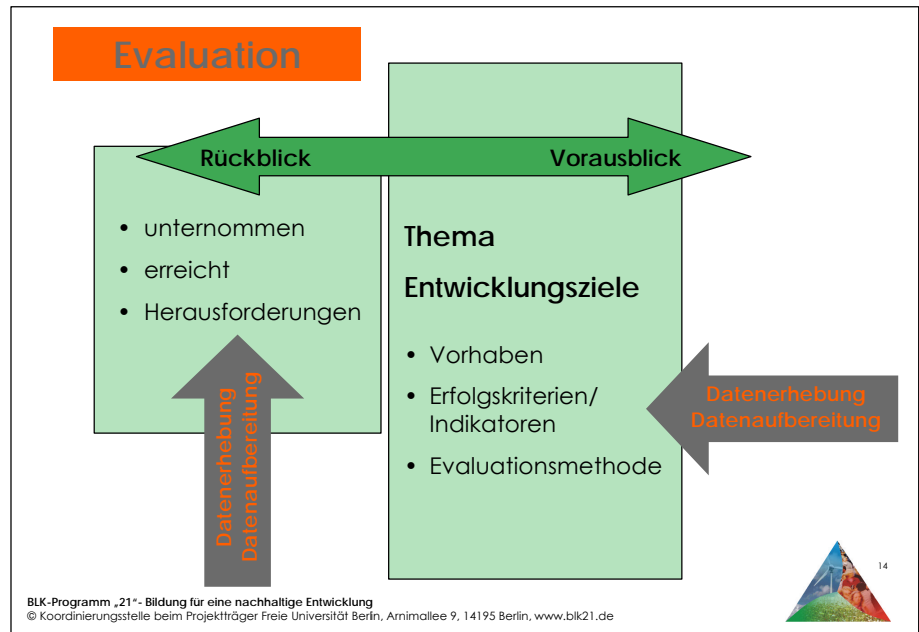 Evaluation
Rückblick
Vorausblick
• unternommen
• erreicht
• Herausforderungen
Datenerhebung
Datenaufbereitung
Thema
Entwicklungsziele
• Vorhaben
• Erfolgskriterien/
Indikatoren
• Evaluationsmethode
Datenerhebung
Datenaufbereitung
14
BLK-Programm „21“- Bildung für eine nachhaltige Entwicklung
© Koordinierungsstelle beim Projektträger Freie Universität Berlin, Arnimallee 9, 14195 Berlin, www.blk21.de